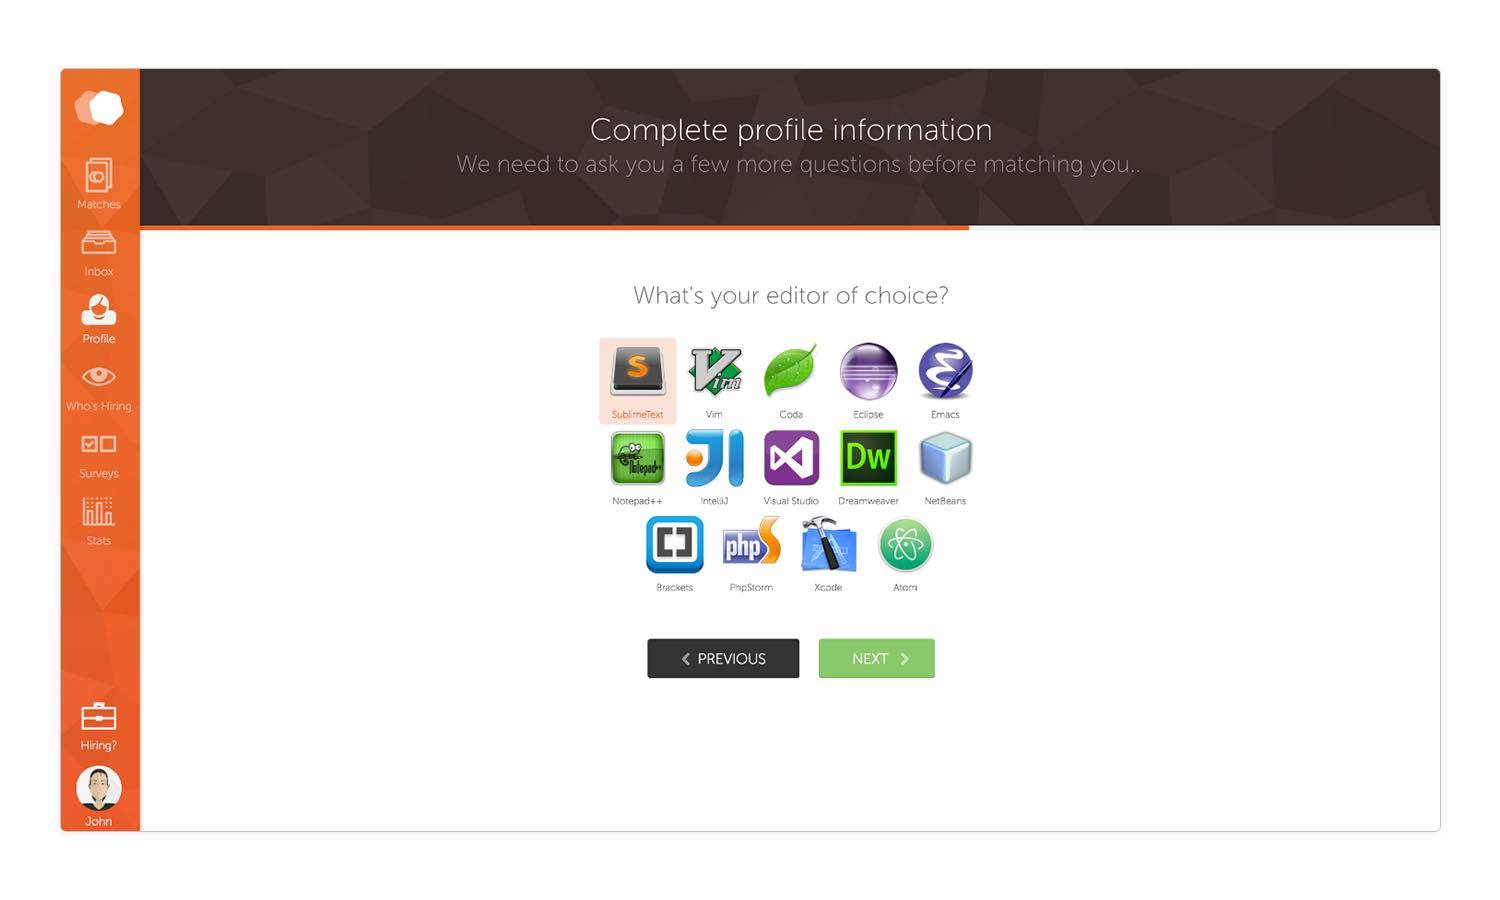 Complete profile information
We need to ask you a few more questions before matching you..
Matches
Inbox
Profile
Who's Hiring
Surveys
Stats
Hiring?
John
What's your editor of choice?
S
Vim
SublimeText
Vim
Coda
Eclipse
Emacs
Notepad++
JI
Dw
Notepad++
IntelliJ
Visual Studio
Dreamweaver
NetBeans
php S
Brackets
PhpStorm
Xcode
Atom
PREVIOUS
NEXT